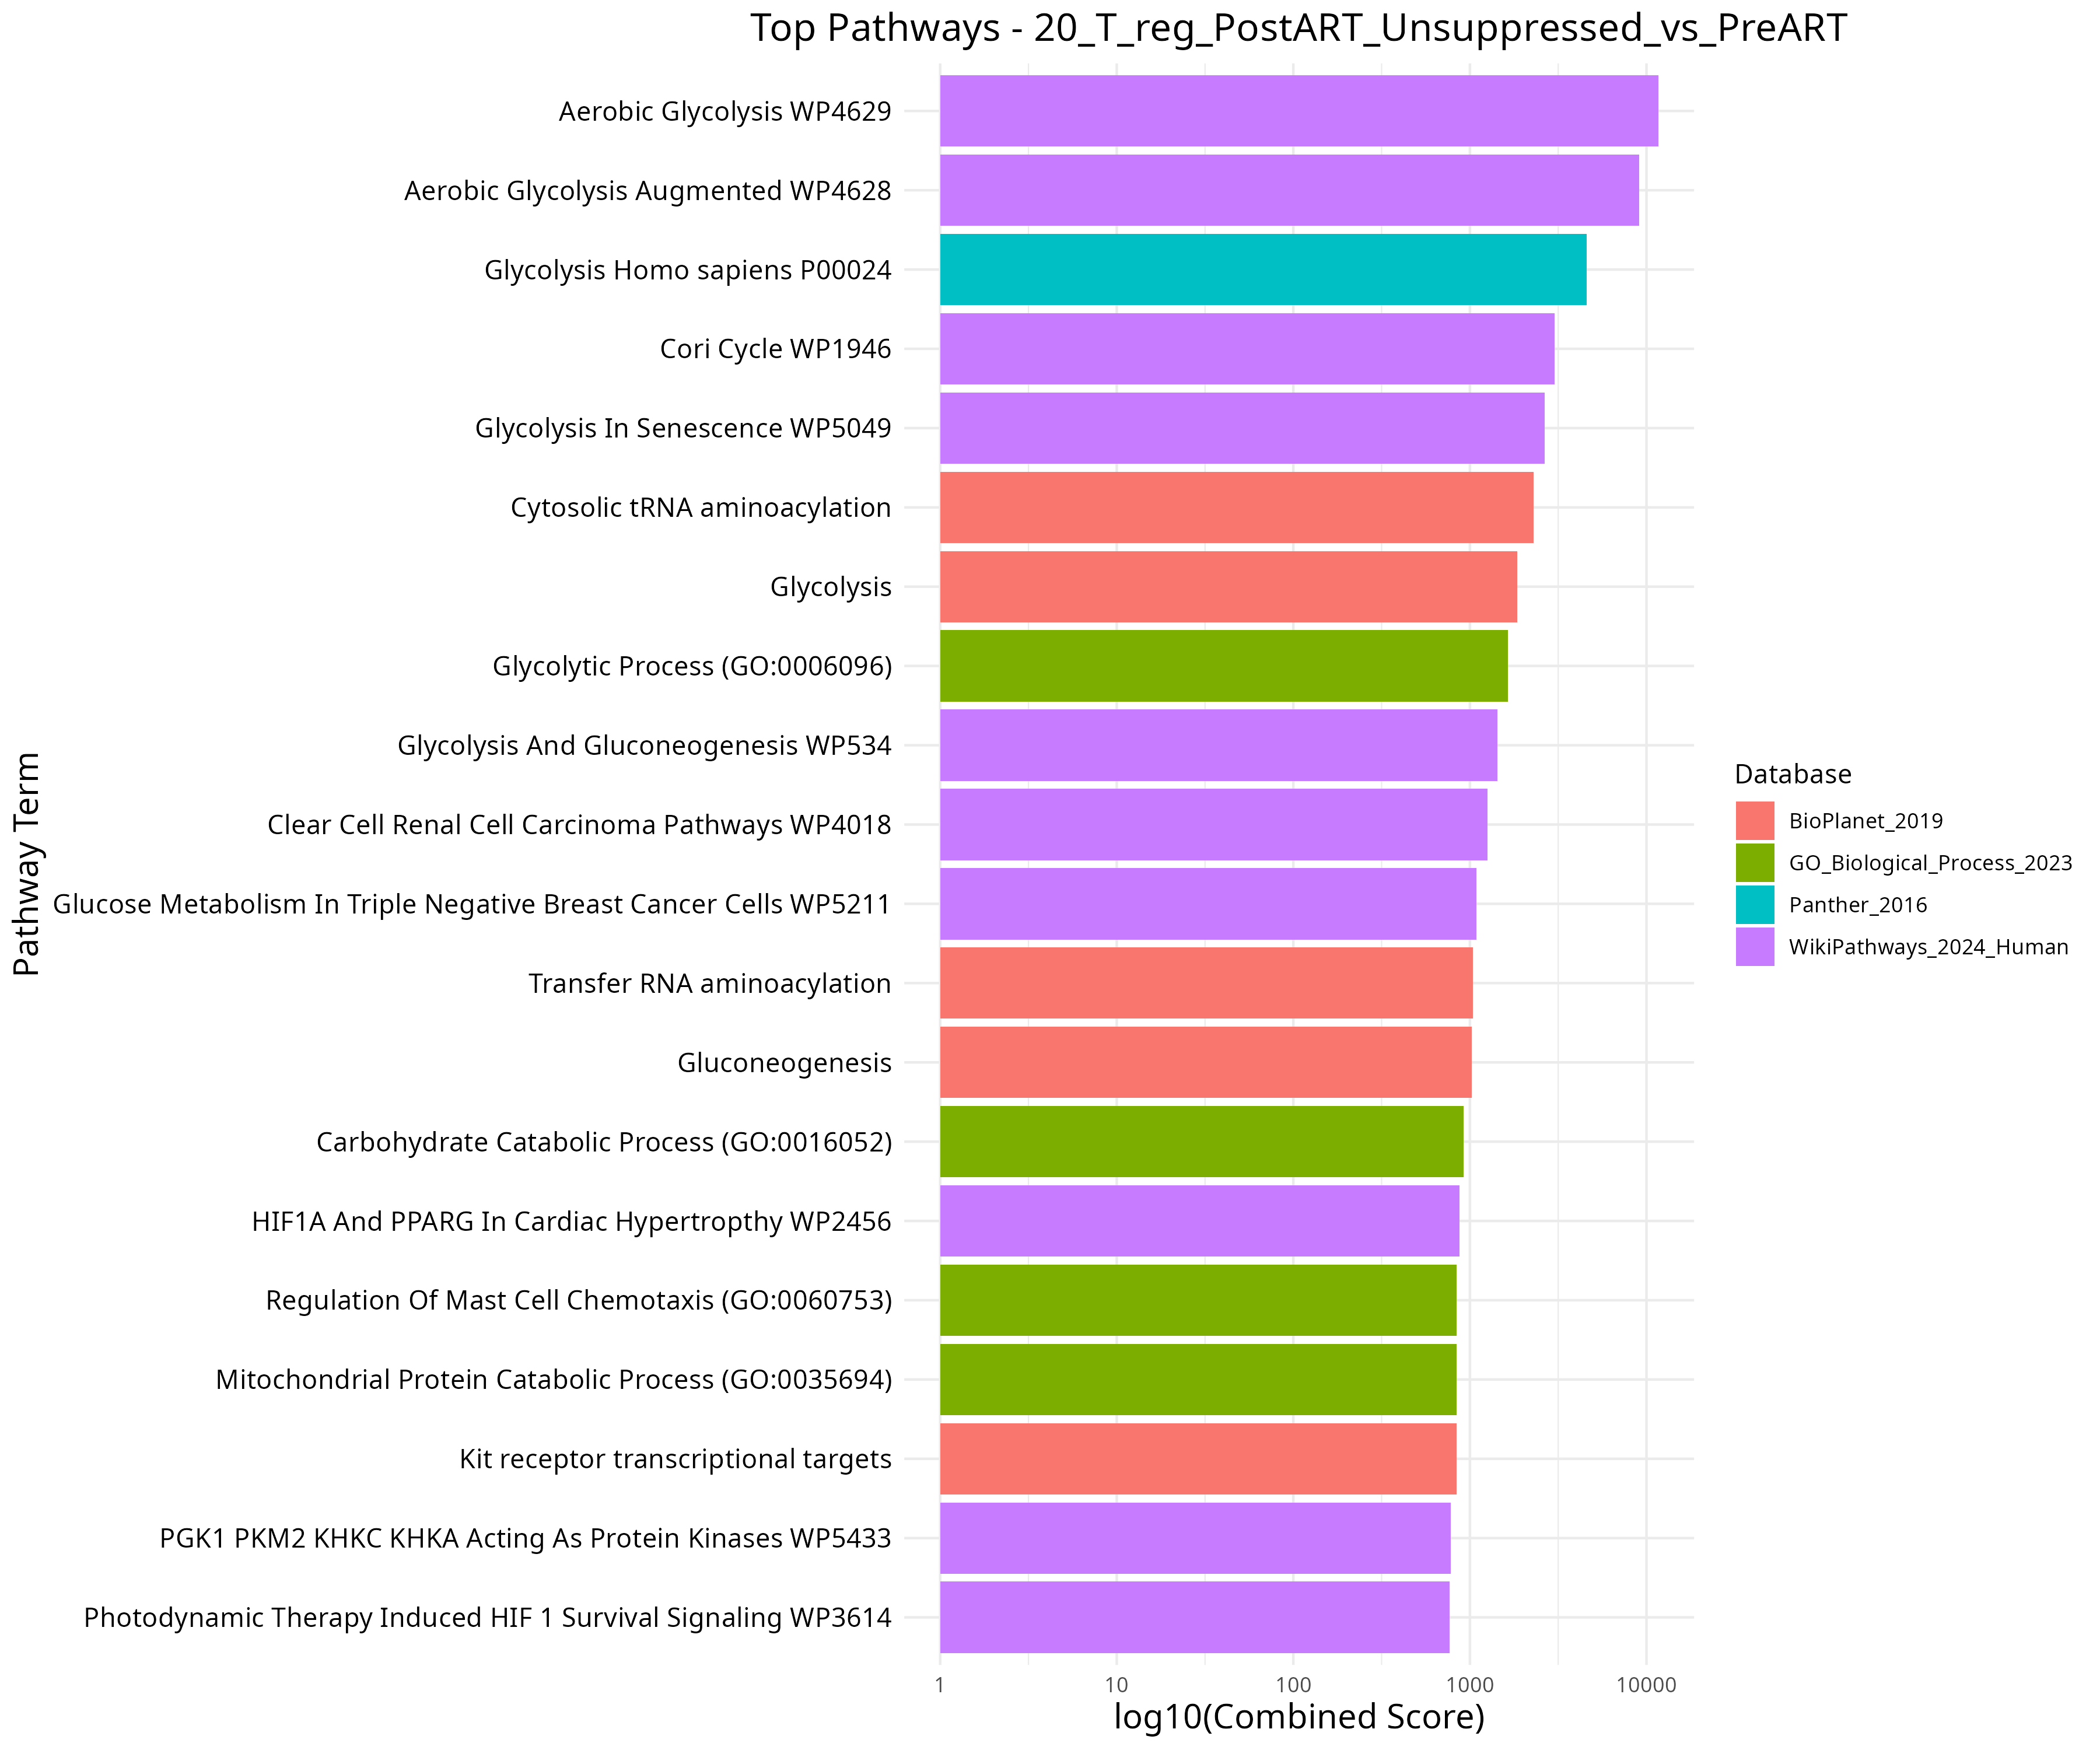 Top Pathways - 20_T_reg_PostART_Unsuppressed_vs_PreART
Pathway Term
Aerobic Glycolysis WP4629
Aerobic Glycolysis Augmented WP4628
Glycolysis Homo sapiens P00024
Cori Cycle WP1946
Glycolysis In Senescence WP5049
Cytosolic tRNA aminoacylation
Glycolysis
Glycolytic Process (GO:0006096)
Glycolysis And Gluconeogenesis WP534
Clear Cell Renal Cell Carcinoma Pathways WP4018
Glucose Metabolism In Triple Negative Breast Cancer Cells WP5211
Transfer RNA aminoacylation
Gluconeogenesis
Carbohydrate Catabolic Process (GO:0016052)
HIF1A And PPARG In Cardiac Hypertropthy WP2456
Regulation Of Mast Cell Chemotaxis (GO:0060753)
Mitochondrial Protein Catabolic Process (GO:0035694)
Kit receptor transcriptional targets
PGK1 PKM2 KHKC KHKA Acting As Protein Kinases WP5433
Photodynamic Therapy Induced HIF 1 Survival Signaling WP3614
1 10 100 1000 10000
log10(Combined Score)
Database
BioPlanet_2019
GO_Biological_Process_2023
Panther_2016
WikiPathways_2024_Human